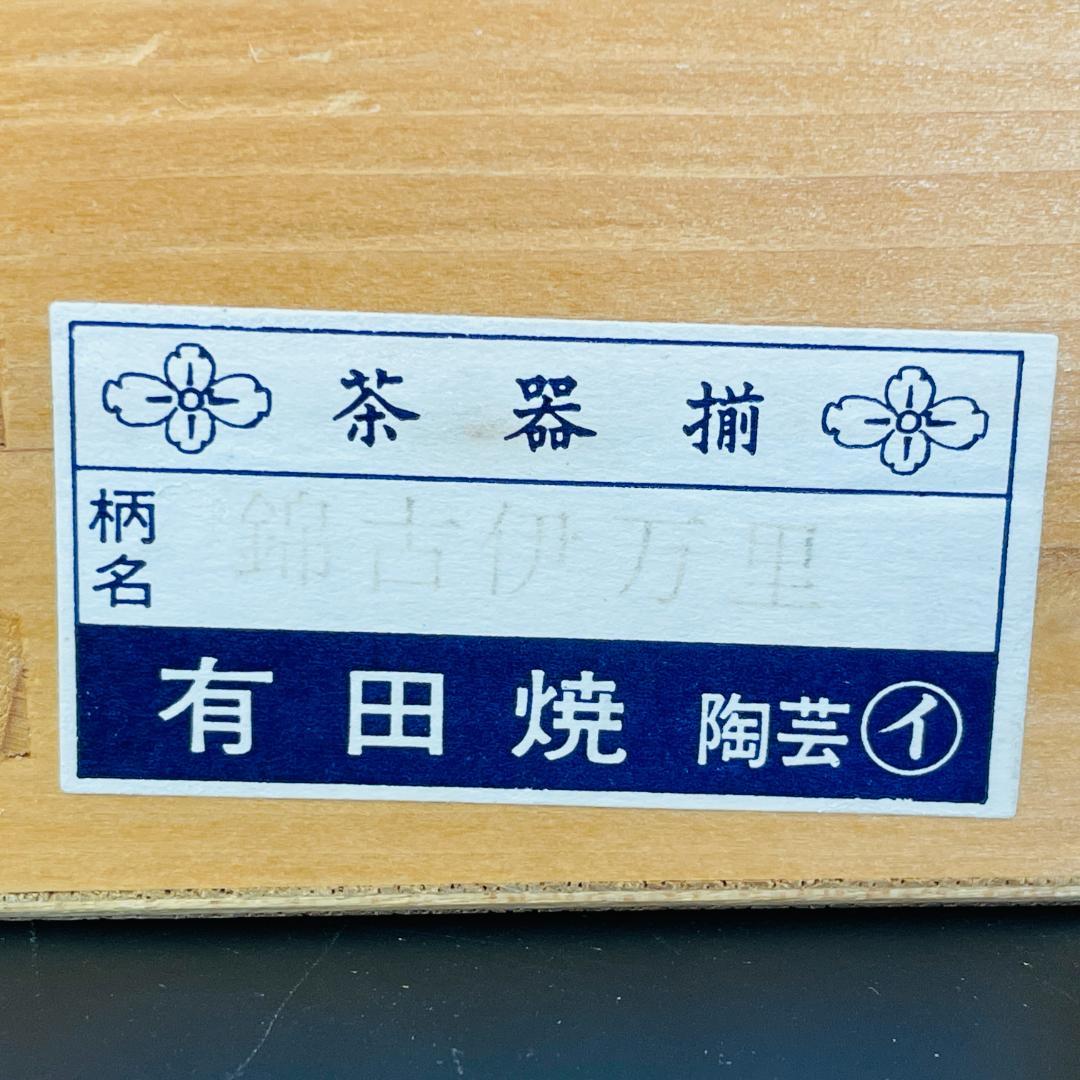 茶器揃
柄名 錦古伊万里
有田焼 陶芸㋑